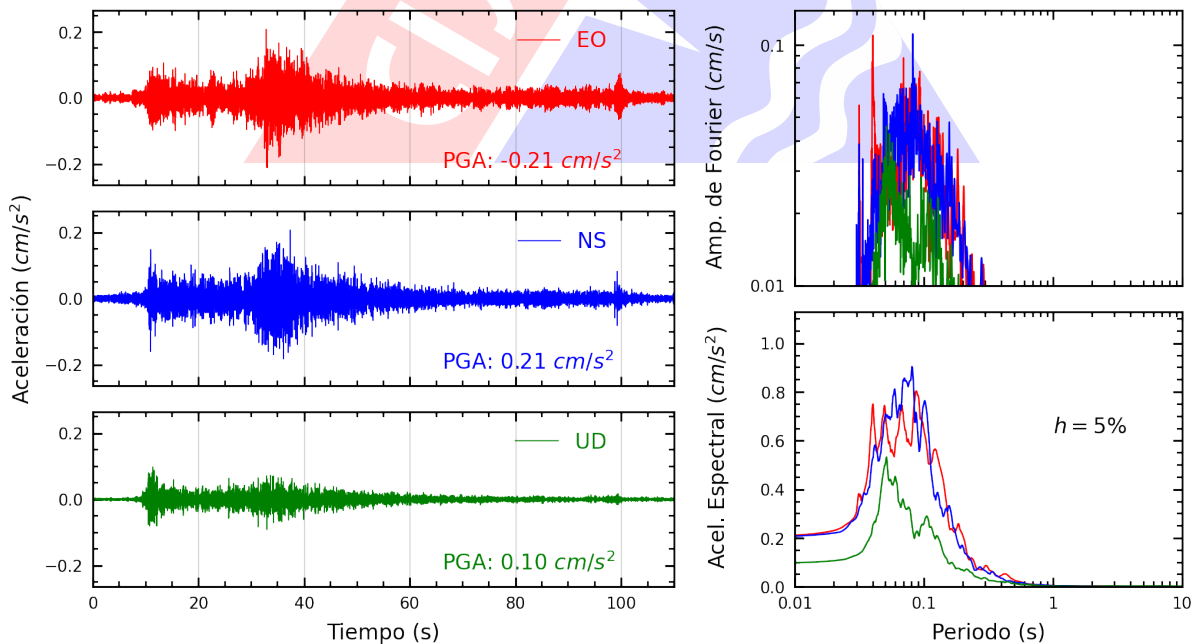 Aceleración (cm/s²)
0.2
0.0
−0.2
EO
PGA: -0.21 cm/s²
0.2
0.0
−0.2
NS
PGA: 0.21 cm/s²
0.2
0.0
−0.2
UD
PGA: 0.10 cm/s²
0 20 40 60 80 100
Tiempo (s)
Amp. de Fourier (cm/s)
0.1
0.01
Acel. Espectral (cm/s²)
1.0
0.8
0.6
0.4
0.2
0.0
h = 5%
0.01 0.1 1 10
Periodo (s)